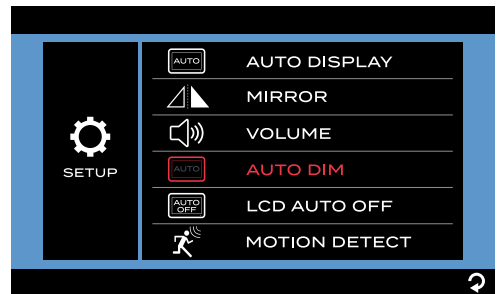 AUTO AUTO DISPLAY
MIRROR
VOLUME
SETUP
AUTO AUTO DIM
AUTO OFF LCD AUTO OFF
MOTION DETECT